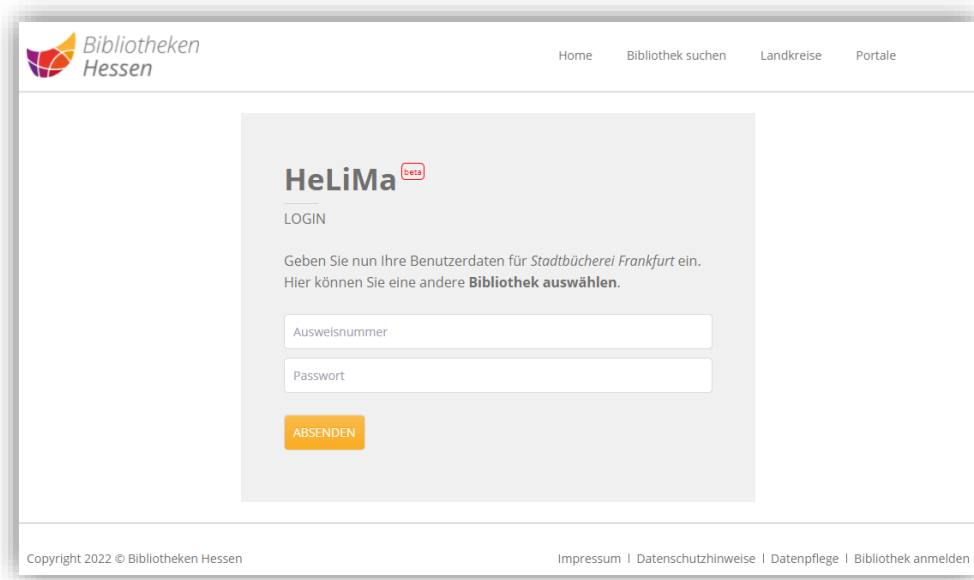 Bibliotheken
Hessen
Home Bibliothek suchen Landkreise Portale
HeLiMa beta
LOGIN
Geben Sie nun Ihre Benutzerdaten für Stadtbücherei Frankfurt ein.
Hier können Sie eine andere Bibliothek auswählen.
Ausweisnummer
Passwort
ABSENDEN
Copyright 2022 © Bibliotheken Hessen
Impressum | Datenschutzhinweise | Datenpflege | Bibliothek anmelden